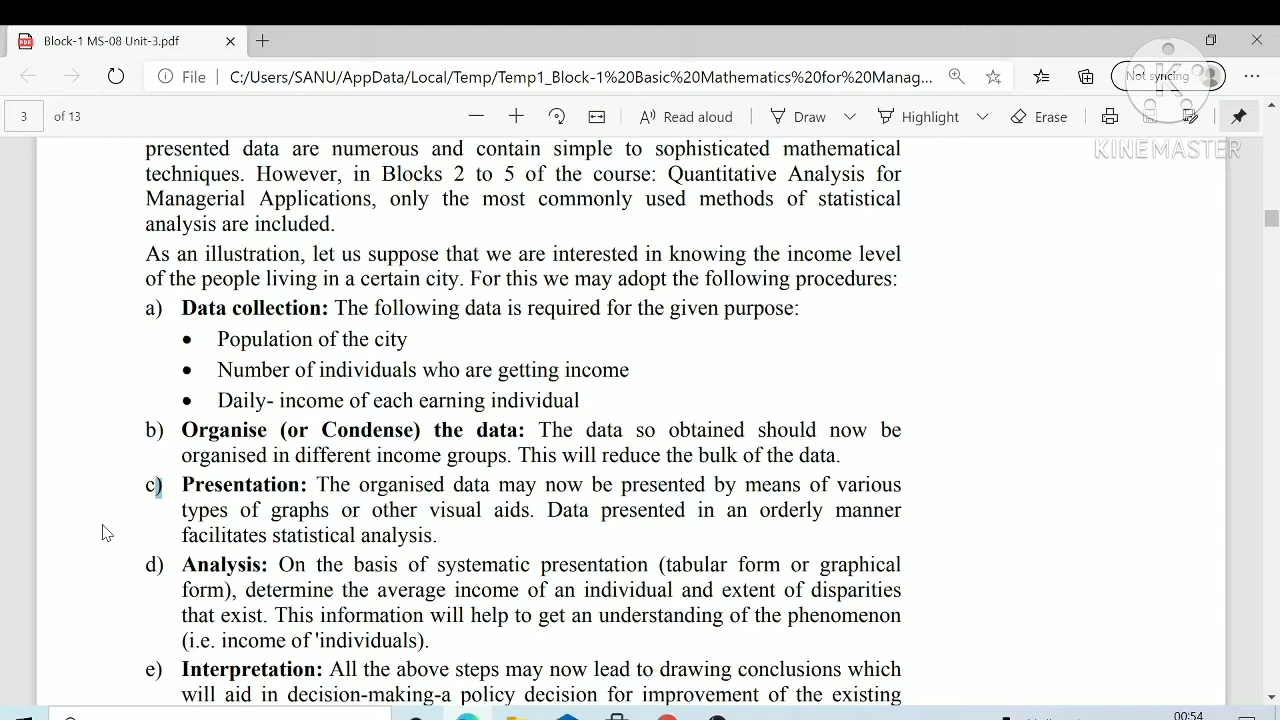 Block-1 MS-08 Unit-3.pdf
File
C:/Users/SANU/AppData/Local/Temp/Temp1_Block-1%20Basic%20Mathematics%20for%20Manag...
Not syncing
3 of 13
Read aloud
Draw
Highlight
Erase
KINEMASTER
presented data are numerous and contain simple to sophisticated mathematical
techniques. However, in Blocks 2 to 5 of the course: Quantitative Analysis for
Managerial Applications, only the most commonly used methods of statistical
analysis are included.
As an illustration, let us suppose that we are interested in knowing the income level
of the people living in a certain city. For this we may adopt the following procedures:
a) Data collection: The following data is required for the given purpose:
• Population of the city
• Number of individuals who are getting income
• Daily- income of each earning individual
b) Organise (or Condense) the data: The data so obtained should now be
organised in different income groups. This will reduce the bulk of the data.
c) Presentation: The organised data may now be presented by means of various
types of graphs or other visual aids. Data presented in an orderly manner
facilitates statistical analysis.
d) Analysis: On the basis of systematic presentation (tabular form or graphical
form), determine the average income of an individual and extent of disparities
that exist. This information will help to get an understanding of the phenomenon
(i.e. income of 'individuals).
e) Interpretation: All the above steps may now lead to drawing conclusions which
will aid in decision-making-a policy decision for improvement of the existing
00:54